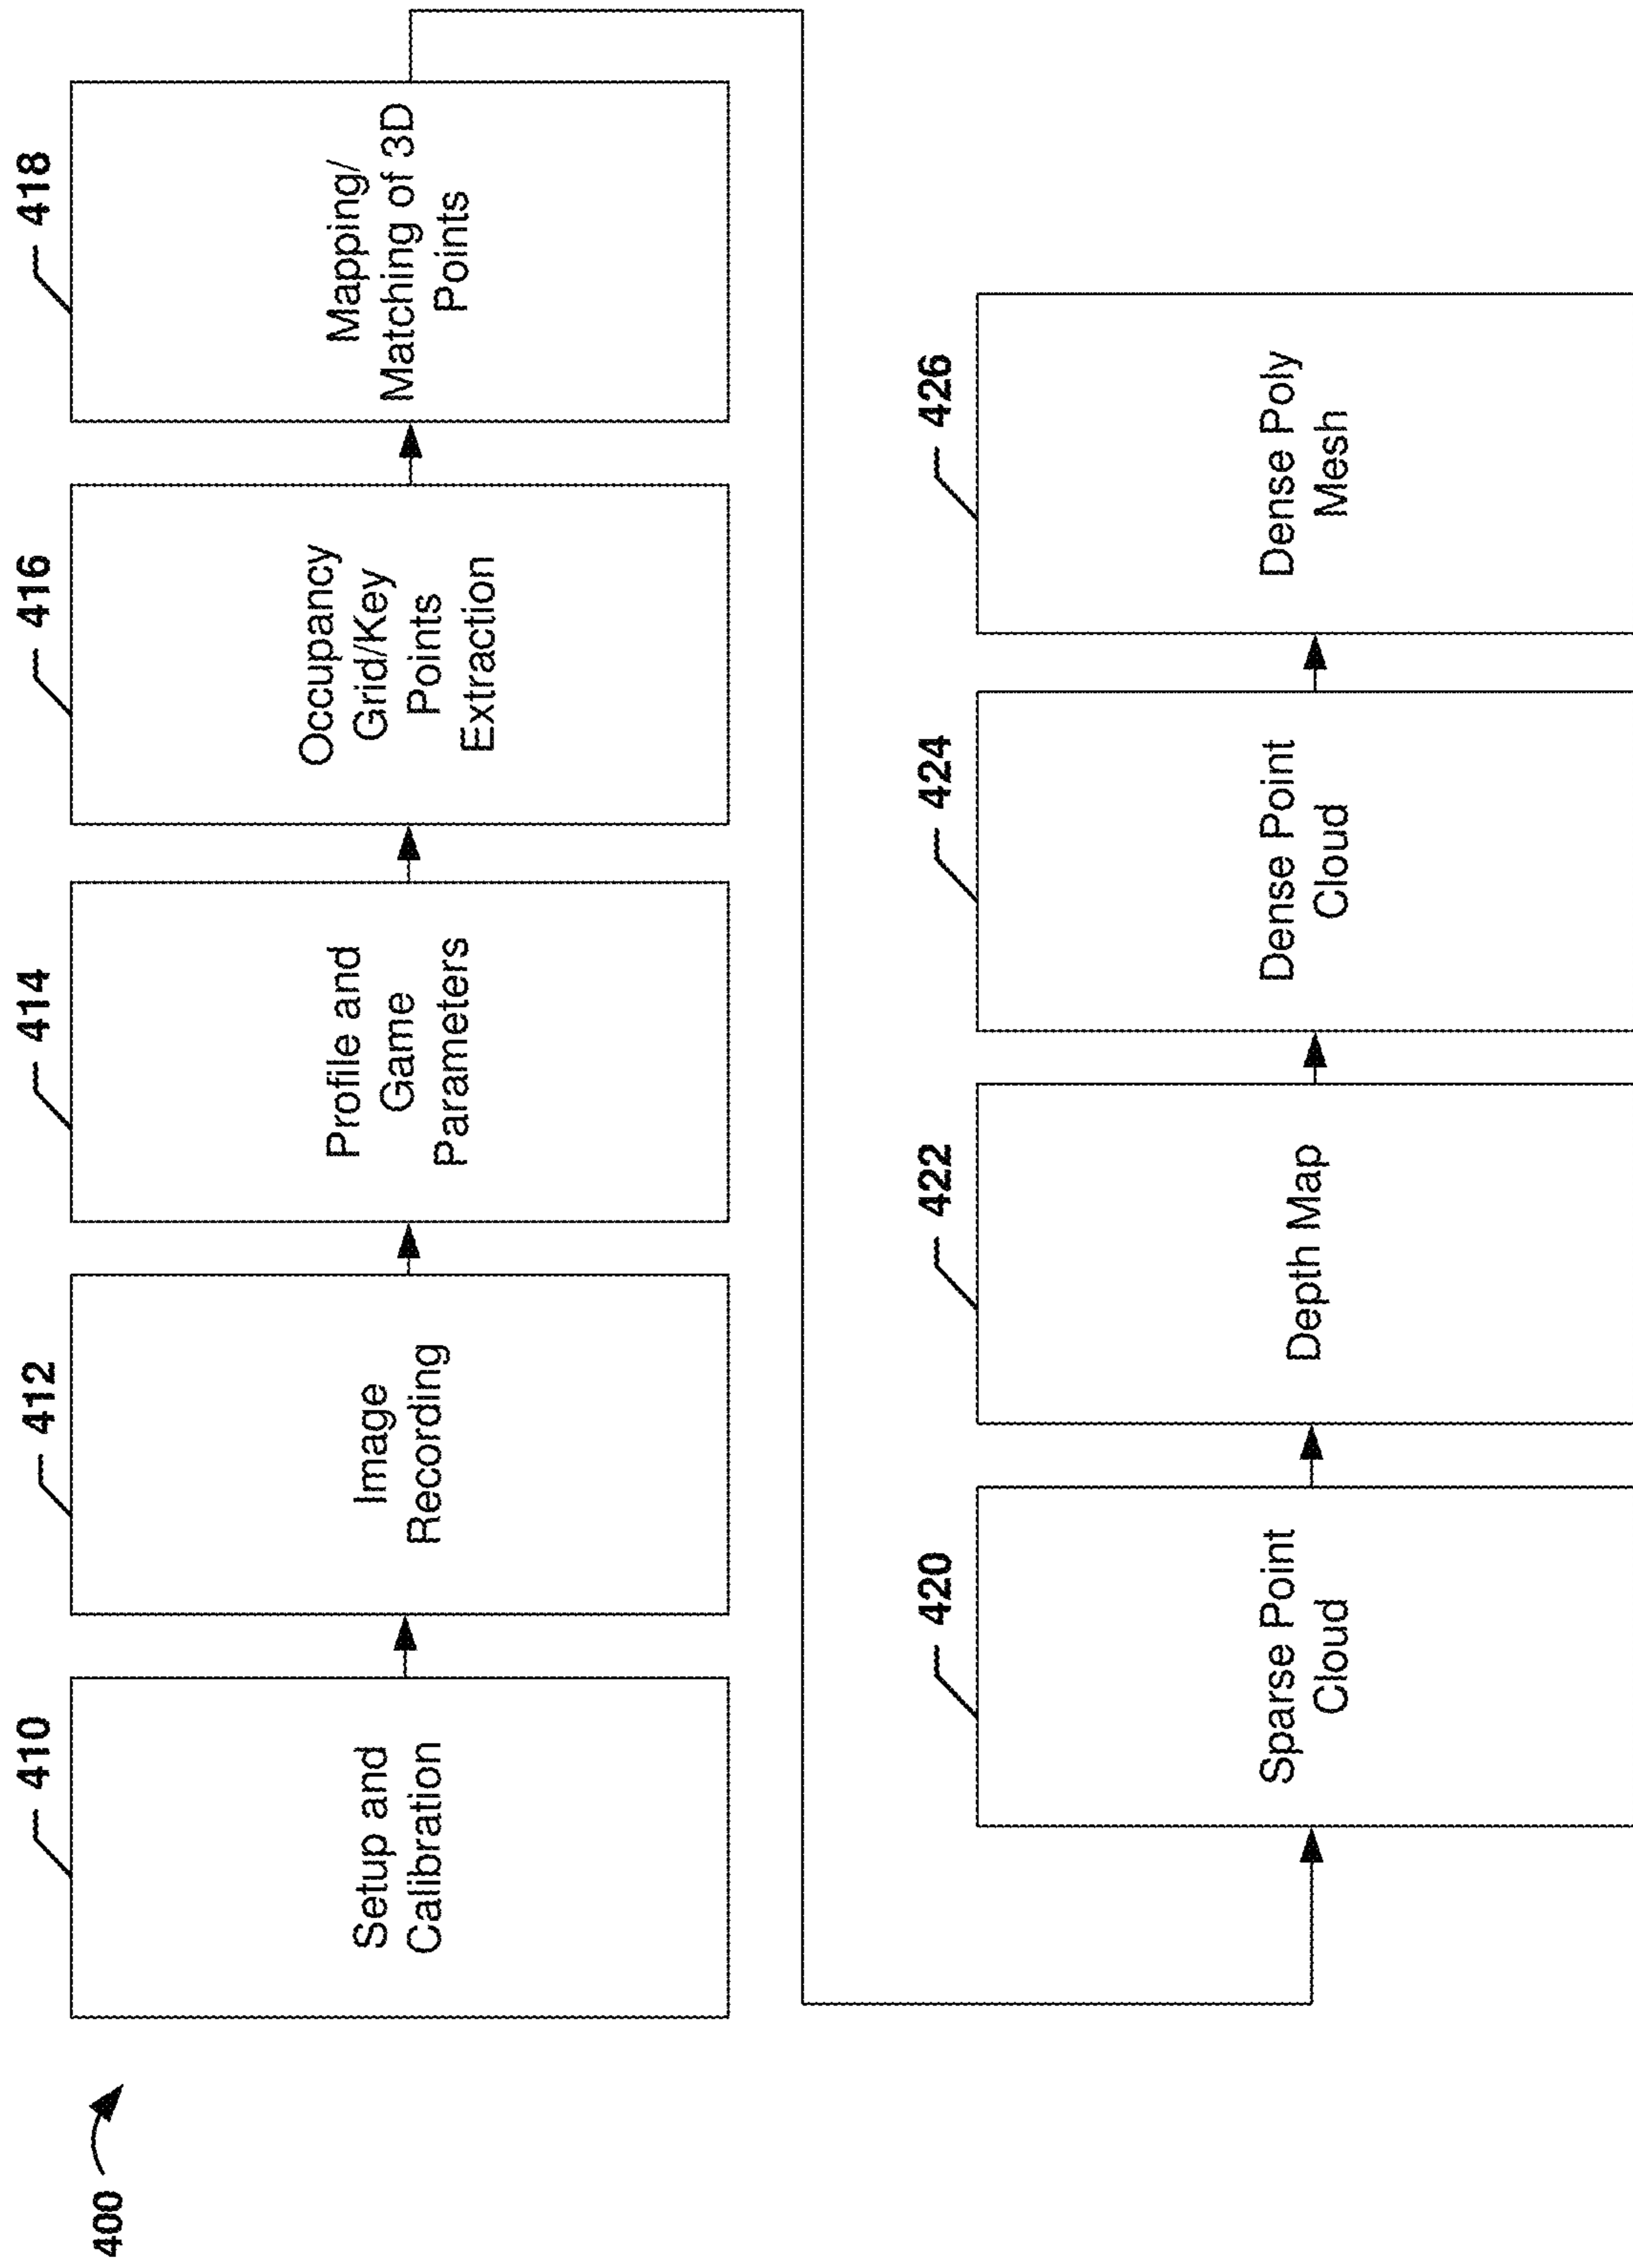 400
410
Setup and
Calibration
412
Image
Recording
414
Profile and
Game
Parameters
416
Occupancy
Grid/Key
Points
Extraction
418
Mapping/
Matching of 3D
Points
420
Sparse Point
Cloud
422
Depth Map
424
Dense Point
Cloud
426
Dense Poly
Mesh